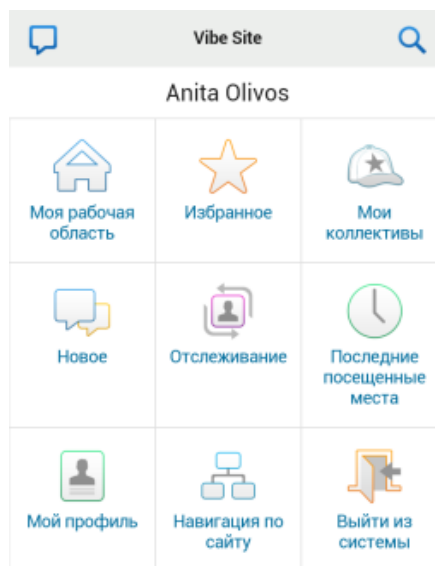 Vibe Site
Anita Olivos
Моя рабочая
область
Избранное
Мои
коллективы
Новое
Отслеживание
Последние
посещенные
места
Мой профиль
Навигация по
сайту
Выйти из
системы